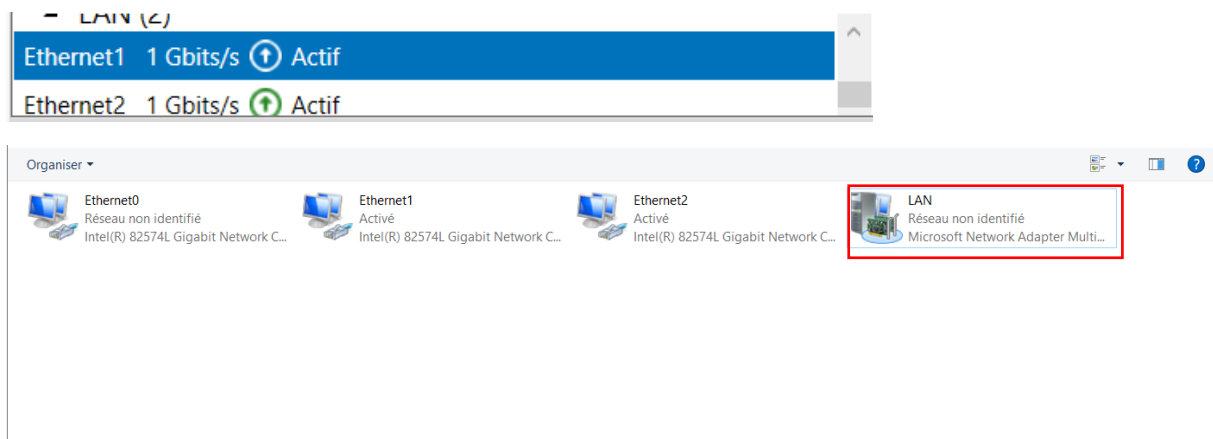 LAN (2)
Ethernet1 1 Gbits/s Actif
Ethernet2 1 Gbits/s Actif
Organiser
Ethernet0
Réseau non identifié
Intel(R) 82574L Gigabit Network C...
Ethernet1
Activé
Intel(R) 82574L Gigabit Network C...
Ethernet2
Activé
Intel(R) 82574L Gigabit Network C...
LAN
Réseau non identifié
Microsoft Network Adapter Multi...